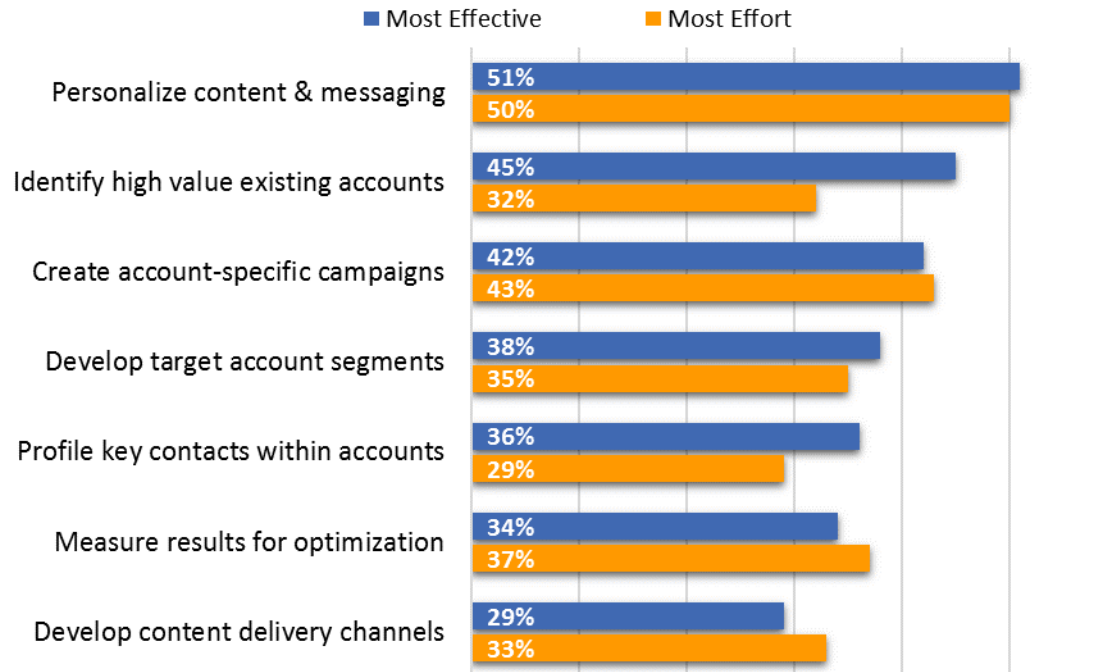 Most Effective
Most Effort
Personalize content & messaging
51%
50%
Identify high value existing accounts
45%
32%
Create account-specific campaigns
42%
43%
Develop target account segments
38%
35%
Profile key contacts within accounts
36%
29%
Measure results for optimization
34%
37%
Develop content delivery channels
29%
33%